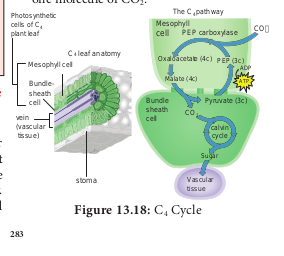 one molecule of CO₂.
Photosynthetic
cells of C₄
plant leaf
C₄ leaf anatomy
Mesophyll cell
Bundle-
sheath
cell
vein
(vascular
tissue)
stoma
The C₄ pathway
Mesophyll
cell
PEP carboxylase
CO
Oxaloacetate (4c)
PEP (3c)
ADP
Malate (4c)
ATP
Bundle
sheath
cell
Pyruvate (3c)
CO
calvin
cycle
Sugar
Vascular
tissue
Figure 13.18: C₄ Cycle
283